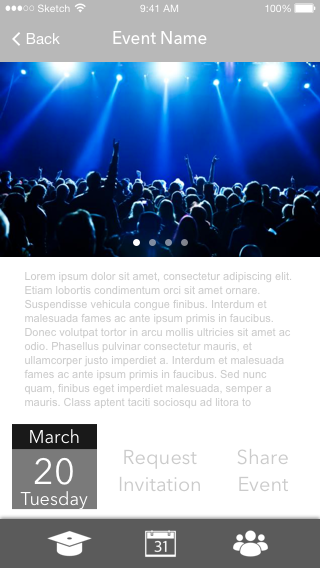 Sketch 9:41 AM 100%
Back Event Name
Lorem ipsum dolor sit amet, consectetur adipiscing elit.
Etiam lobortis condimentum orci sit amet ornare.
Suspendisse vehicula congue finibus. Interdum et
malesuada fames ac ante ipsum primis in faucibus.
Donec volutpat tortor in arcu mollis ultricies sit amet ac
odio. Phasellus pulvinar consectetur mauris, et
ullamcorper justo imperdiet a. Interdum et malesuada
fames ac ante ipsum primis in faucibus. Sed nunc
quam, finibus eget imperdiet malesuada, semper a
mauris. Class aptent taciti sociosqu ad litora to
March
20
Tuesday
Request
Invitation
Share
Event
31